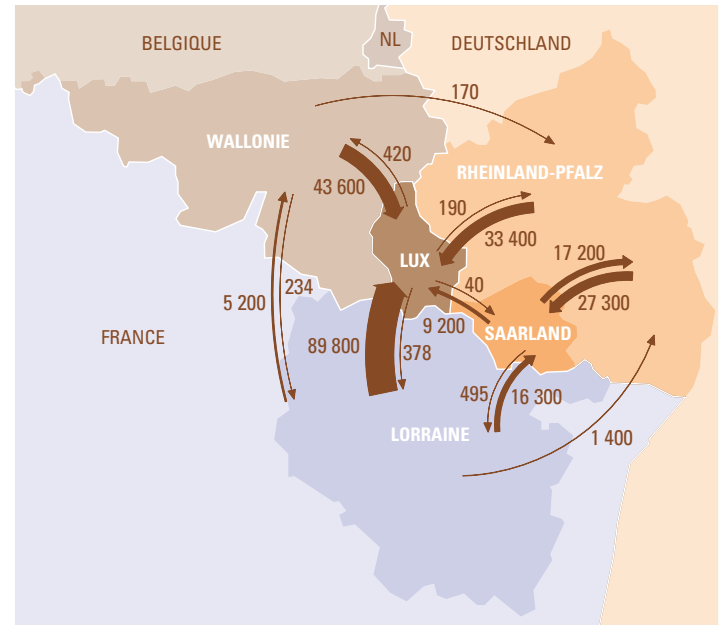 BELGIQUE
NL
DEUTSCHLAND
170
WALLONIE
420
RHEINLAND-PFALZ
43 600
190
33 400
LUX
17 200
40
27 300
234
5 200
9 200
SAARLAND
FRANCE
89 800
378
495
16 300
LORRAINE
1 400